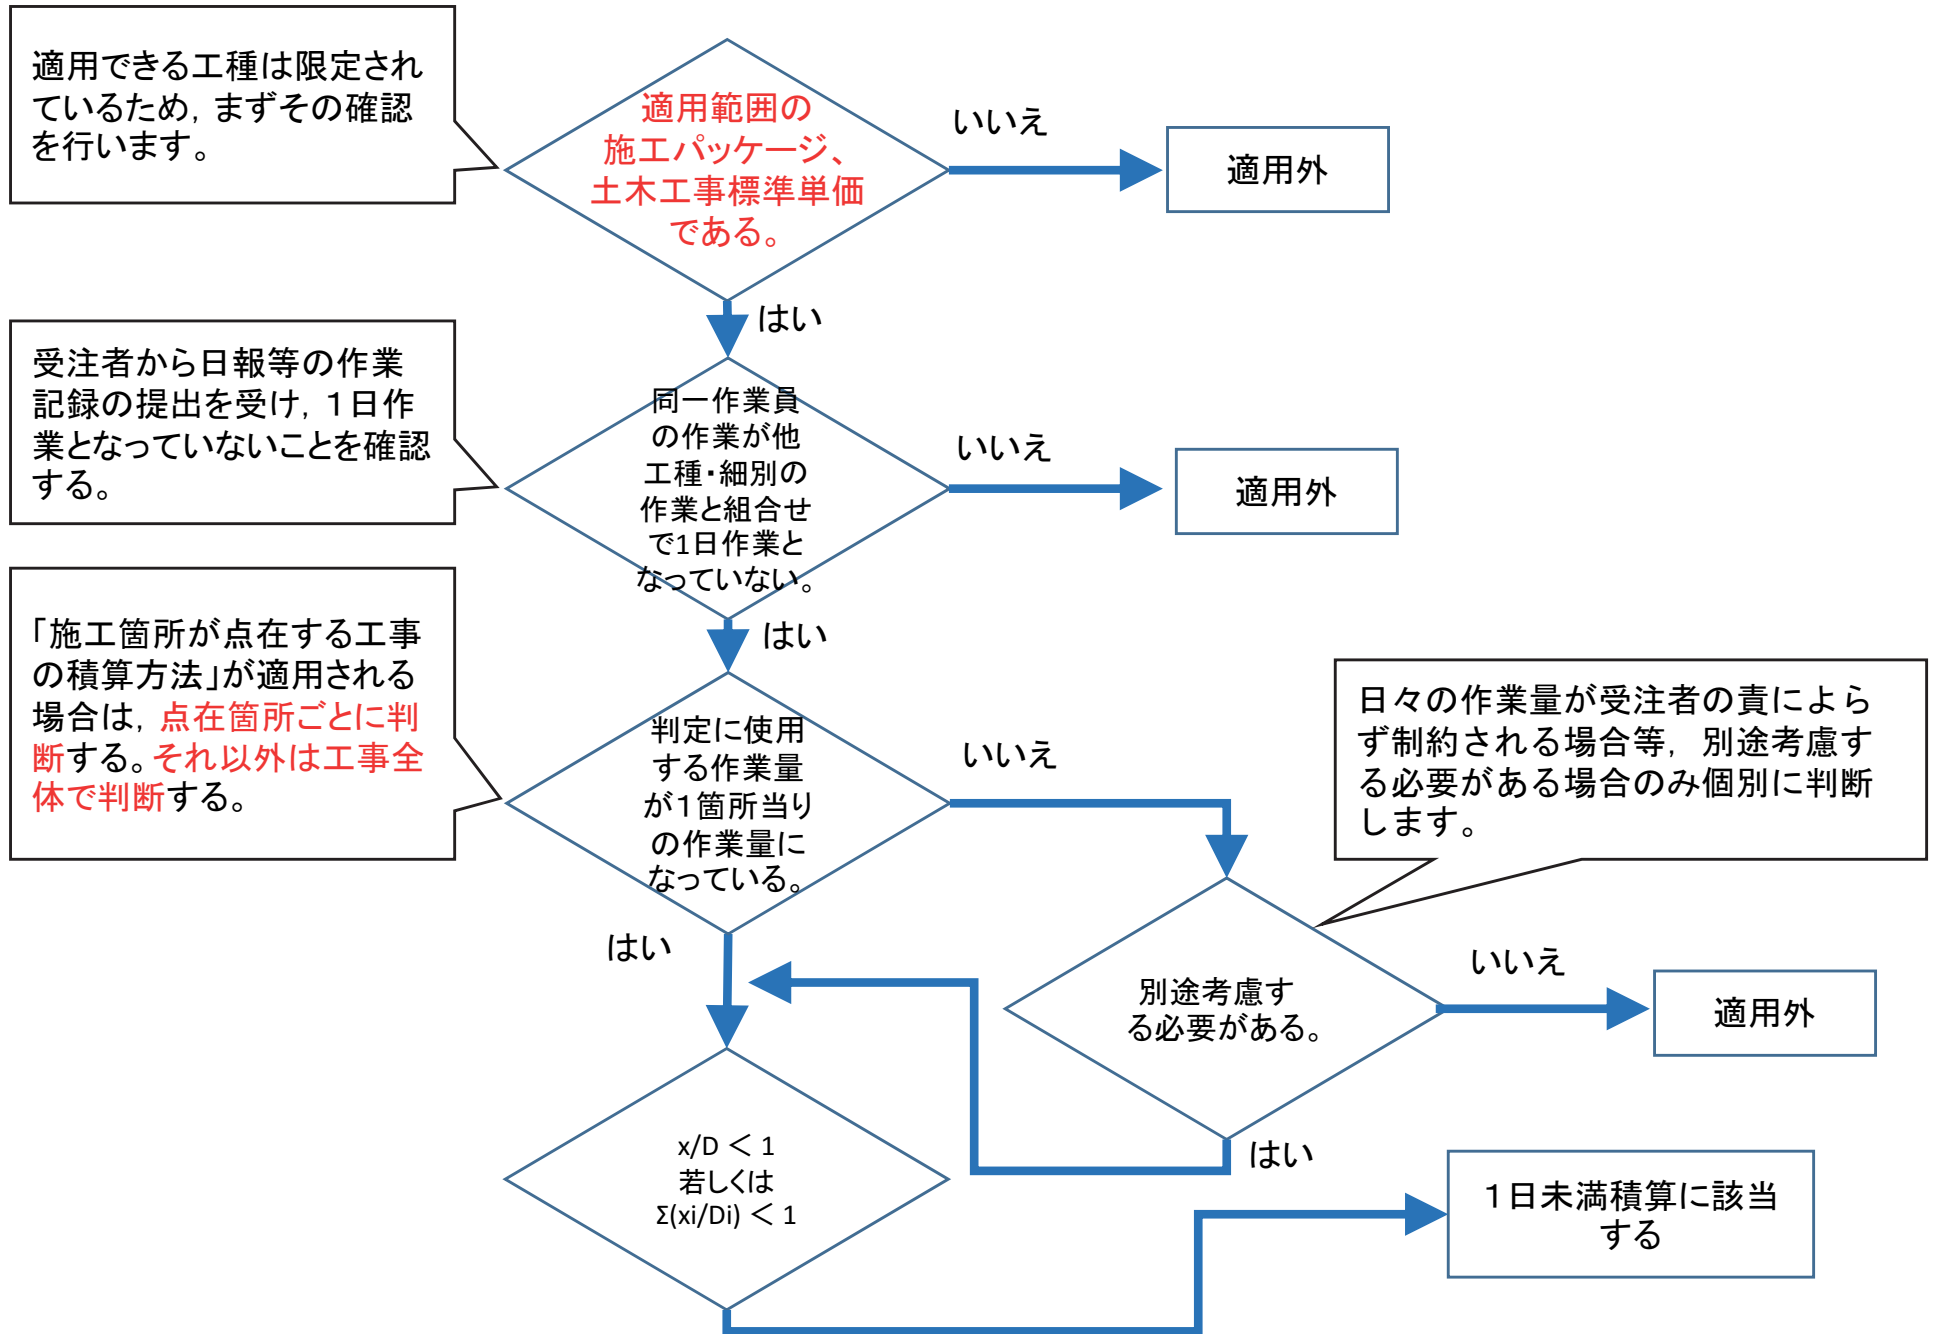 適用できる工種は限定され
ているため，まずその確認
を行います。
適用範囲の
施工パッケージ、
土木工事標準単価
である。
いいえ
適用外
はい
受注者から日報等の作業
記録の提出を受け，１日作
業となっていないことを確認
する。
同一作業員
の作業が他
工種・細別の
作業と組合せ
で1日作業と
なっていない。
いいえ
適用外
はい
「施工箇所が点在する工事
の積算方法」が適用される
場合は，点在箇所ごとに判
断する。それ以外は工事全
体で判断する。
判定に使用
する作業量
が１箇所当り
の作業量に
なっている。
いいえ
日々の作業量が受注者の責によら
ず制約される場合等，別途考慮す
る必要がある場合のみ個別に判断
します。
はい
別途考慮す
る必要がある。
いいえ
適用外
はい
x/D ＜ 1
若しくは
Σ(xi/Di) ＜ 1
１日未満積算に該当
する